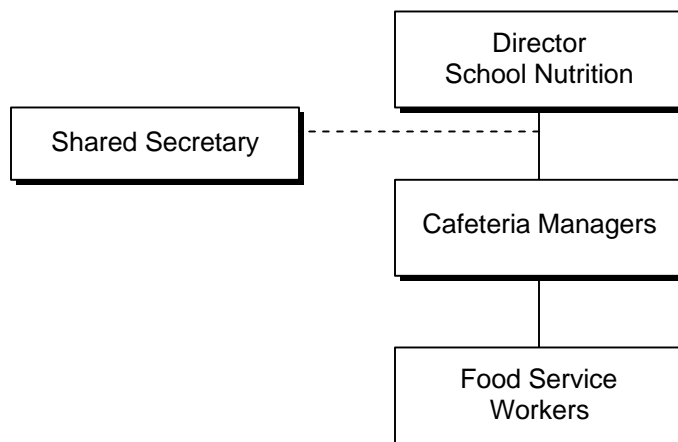 Director
School Nutrition
Shared Secretary
Cafeteria Managers
Food Service
Workers